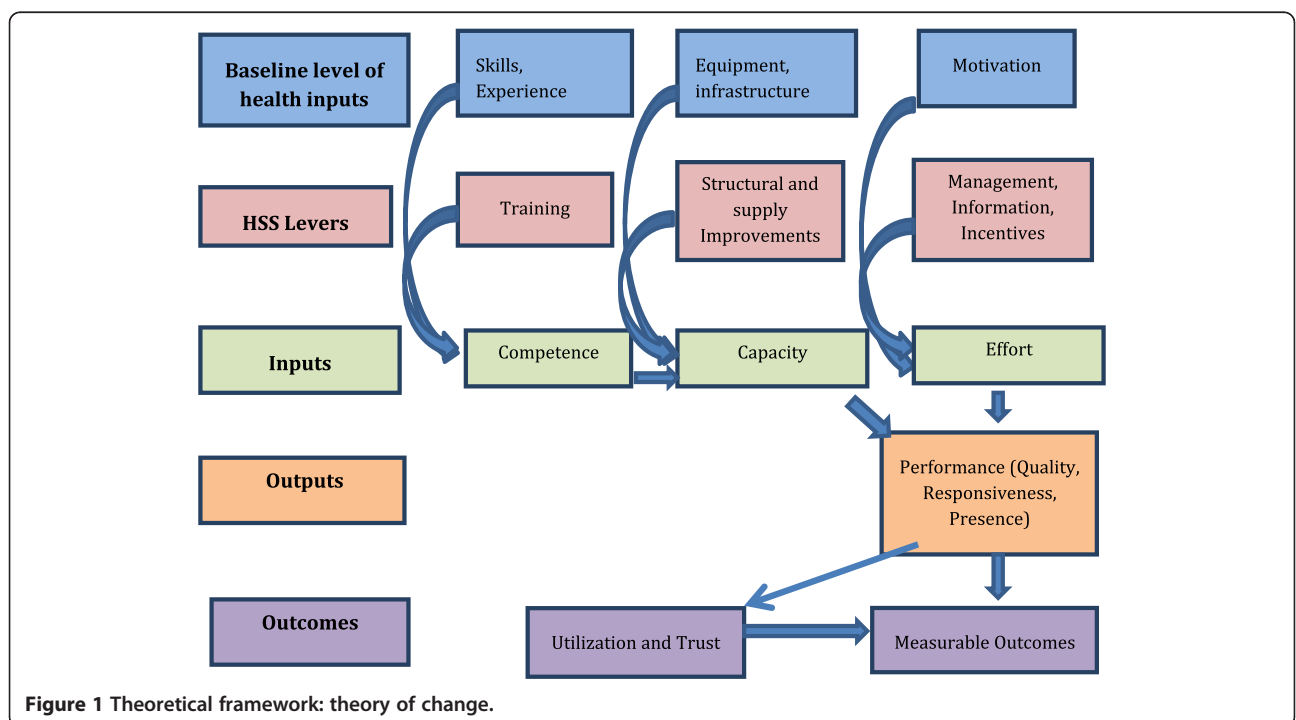 Baseline level of
health inputs
Skills,
Experience
Equipment,
infrastructure
Motivation
HSS Levers
Training
Structural and
supply
Improvements
Management,
Information,
Incentives
Inputs
Competence
Capacity
Effort
Outputs
Performance (Quality,
Responsiveness,
Presence)
Outcomes
Utilization and Trust
Measurable Outcomes
Figure 1 Theoretical framework: theory of change.